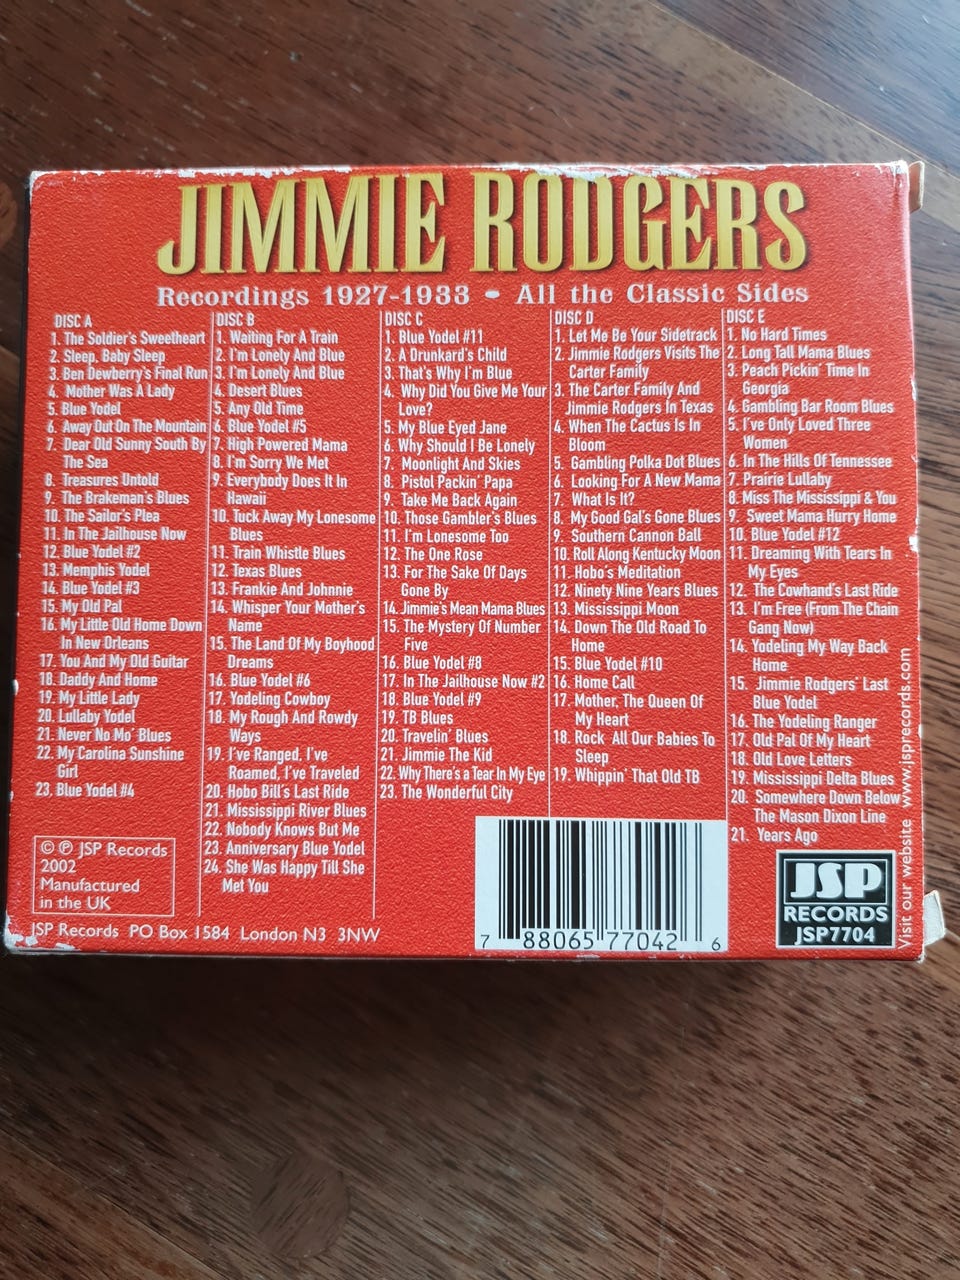 JIMMIE RODGERS
Recordings 1927-1933 • All the Classic Sides
DISC A
1. The Soldier's Sweetheart
2. Sleep, Baby Sleep
3. Ben Dewberry's Final Run
4. Mother Was A Lady
5. Blue Yodel
6. Away Out On The Mountain
7. Dear Old Sunny South By
The Sea
8. Treasures Untold
9. The Brakeman's Blues
10. The Sailor's Plea
11. In The Jailhouse Now
12. Blue Yodel #2
13. Memphis Yodel
14. Blue Yodel #3
15. My Old Pal
16. My Little Old Home Down
In New Orleans
17. You And My Old Guitar
18. Daddy And Home
19. My Little Lady
20. Lullaby Yodel
21. Never No Mo' Blues
22. My Carolina Sunshine
Girl
23. Blue Yodel #4
DISC B
1. Waiting For A Train
2. I'm Lonely And Blue
3. I'm Lonely And Blue
4. Desert Blues
5. Any Old Time
6. Blue Yodel #5
7. High Powered Mama
8. I'm Sorry We Met
9. Everybody Does It In
Hawaii
10. Tuck Away My Lonesome
Blues
11. Train Whistle Blues
12. Texas Blues
13. Frankie And Johnnie
14. Whisper Your Mother's
Name
15. The Land Of My Boyhood
Dreams
16. Blue Yodel #6
17. Yodeling Cowboy
18. My Rough And Rowdy
Ways
19. I've Ranged, I've
Roamed, I've Traveled
20. Hobo Bill's Last Ride
21. Mississippi River Blues
22. Nobody Knows But Me
23. Anniversary Blue Yodel
24. She Was Happy Till She
Met You
DISC C
1. Blue Yodel #11
2. A Drunkard's Child
3. That's Why I'm Blue
4. Why Did You Give Me Your
Love?
5. My Blue Eyed Jane
6. Why Should I Be Lonely
7. Moonlight And Skies
8. Pistol Packin' Papa
9. Take Me Back Again
10. Those Gambler's Blues
11. I'm Lonesome Too
12. The One Rose
13. For The Sake Of Days
Gone By
14. Jimmie's Mean Mama Blues
15. The Mystery Of Number
Five
16. Blue Yodel #8
17. In The Jailhouse Now #2
18. Blue Yodel #9
19. TB Blues
20. Travelin' Blues
21. Jimmie The Kid
22. Why There's a Tear In My Eye
23. The Wonderful City
DISC D
1. Let Me Be Your Sidetrack
2. Jimmie Rodgers Visits The
Carter Family
3. The Carter Family And
Jimmie Rodgers In Texas
4. When The Cactus Is In
Bloom
5. Gambling Polka Dot Blues
6. Looking For A New Mama
7. What Is It?
8. My Good Gal's Gone Blues
9. Southern Cannon Ball
10. Roll Along Kentucky Moon
11. Hobo's Meditation
12. Ninety Nine Years Blues
13. Mississippi Moon
14. Down The Old Road To
Home
15. Blue Yodel #10
16. Home Call
17. Mother, The Queen Of
My Heart
18. Rock All Our Babies To
Sleep
19. Whippin' That Old TB
DISC E
1. No Hard Times
2. Long Tall Mama Blues
3. Peach Pickin' Time In
Georgia
4. Gambling Bar Room Blues
5. I've Only Loved Three
Women
6. In The Hills Of Tennessee
7. Prairie Lullaby
8. Miss The Mississippi & You
9. Sweet Mama Hurry Home
10. Blue Yodel #12
11. Dreaming With Tears In
My Eyes
12. The Cowhand's Last Ride
13. I'm Free (From The Chain
Gang Now)
14. Yodeling My Way Back
Home
15. Jimmie Rodgers' Last
Blue Yodel
16. The Yodeling Ranger
17. Old Pal Of My Heart
18. Old Love Letters
19. Mississippi Delta Blues
20. Somewhere Down Below
The Mason Dixon Line
21. Years Ago
© ℗ JSP Records
2002
Manufactured
in the UK
JSP Records PO Box 1584 London N3 3NW
7 88065 77042 6
JSP
RECORDS
JSP7704
Visit our website www.jsprecords.com